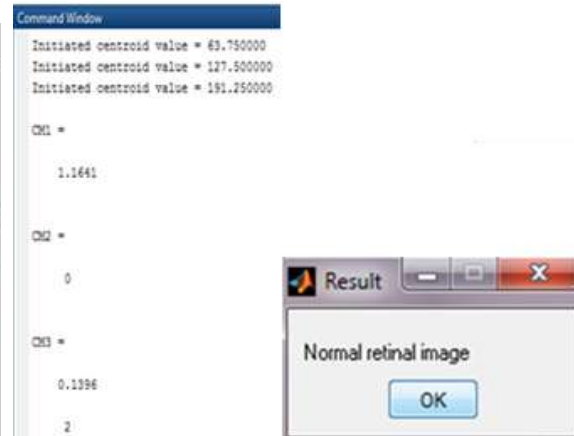 Command Window
Initiated centroid value = 63.750000
Initiated centroid value = 127.500000
Initiated centroid value = 191.250000
CM1 =
1.1641
CM2 =
0
CM3 =
0.1396
2
Result
Normal retinal image
OK